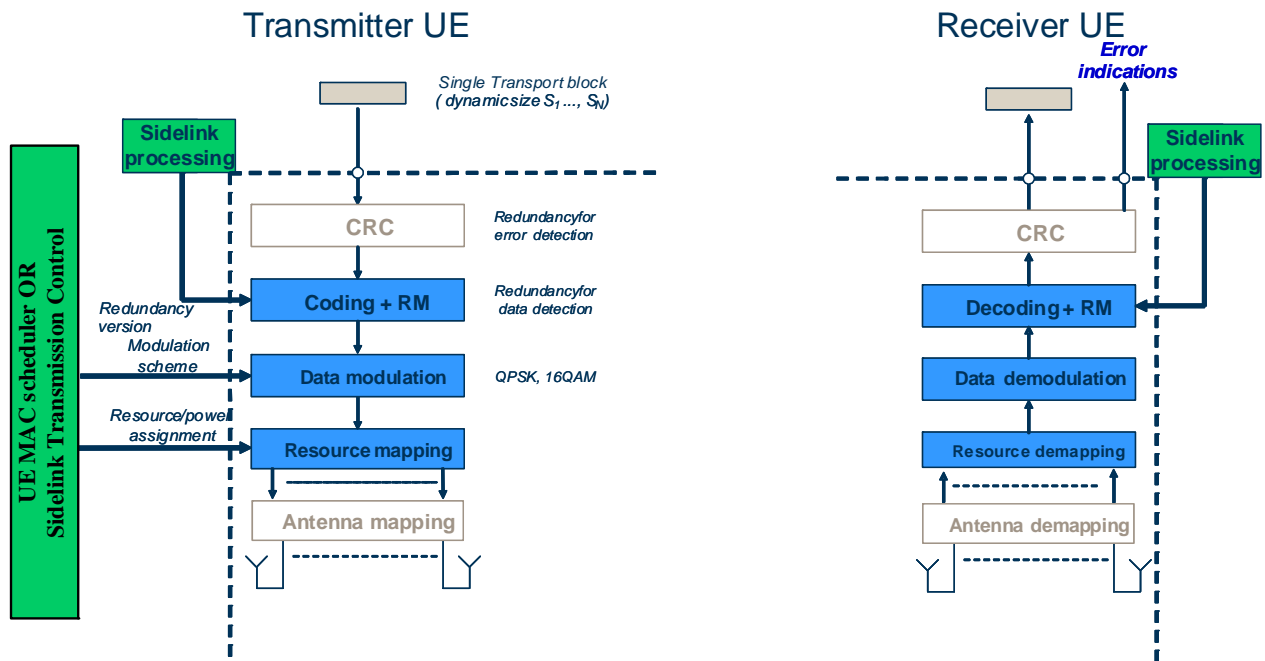 Transmitter UE
Receiver UE
Single Transport block
( dynamicsize S1 ..., SN)
Error
indications
Sidelink
processing
Sidelink
processing
UE MAC scheduler OR
Sidelink Transmission Control
CRC
Redundancyfor
error detection
CRC
Coding + RM
Redundancyfor
data detection
Decoding + RM
Redundancy
version
Modulation
scheme
Data modulation
QPSK, 16QAM
Data demodulation
Resource/power
assignment
Resource mapping
Resource demapping
Antenna mapping
Antenna demapping